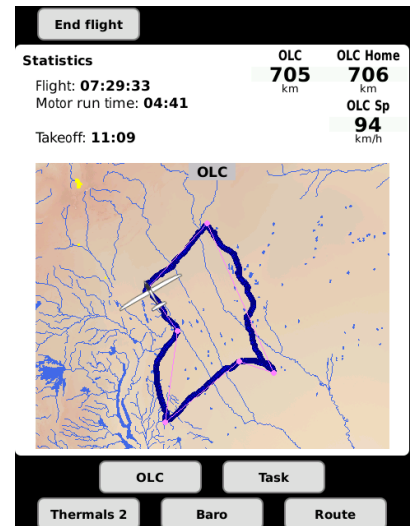 End flight
Statistics
OLC OLC Home
705 706
km km
Flight: 07:29:33
Motor run time: 04:41
OLC Sp
94
km/h
Takeoff: 11:09
OLC
OLC Task
Thermals 2 Baro Route